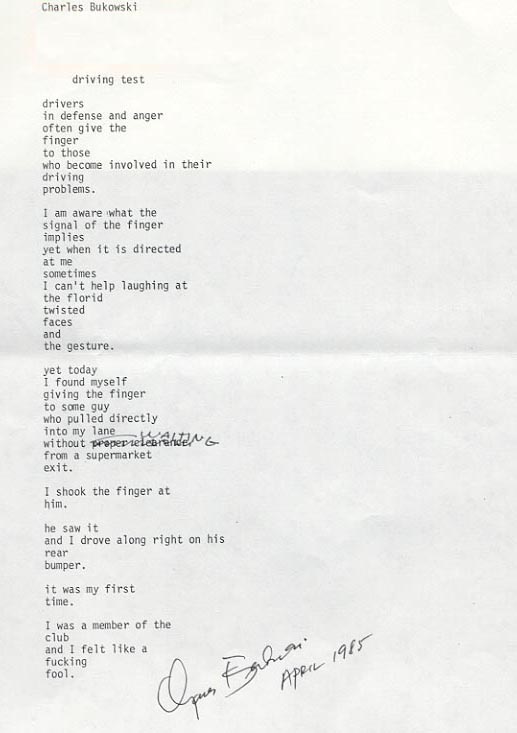 Charles Bukowski
driving test
drivers
in defense and anger
often give the
finger
to those
who become involved in their
driving
problems.
I am aware what the
signal of the finger
implies
yet when it is directed
at me
sometimes
I can't help laughing at
the florid
twisted
faces
and
the gesture.
yet today
I found myself
giving the finger
to some guy
who pulled directly
into my lane
without proper clearance WAITING
from a supermarket
exit.
I shook the finger at
him.
he saw it
and I drove along right on his
rear
bumper.
it was my first
time.
I was a member of the
club
and I felt like a
fucking
fool.
Charles Bukowski
APRIL 1985